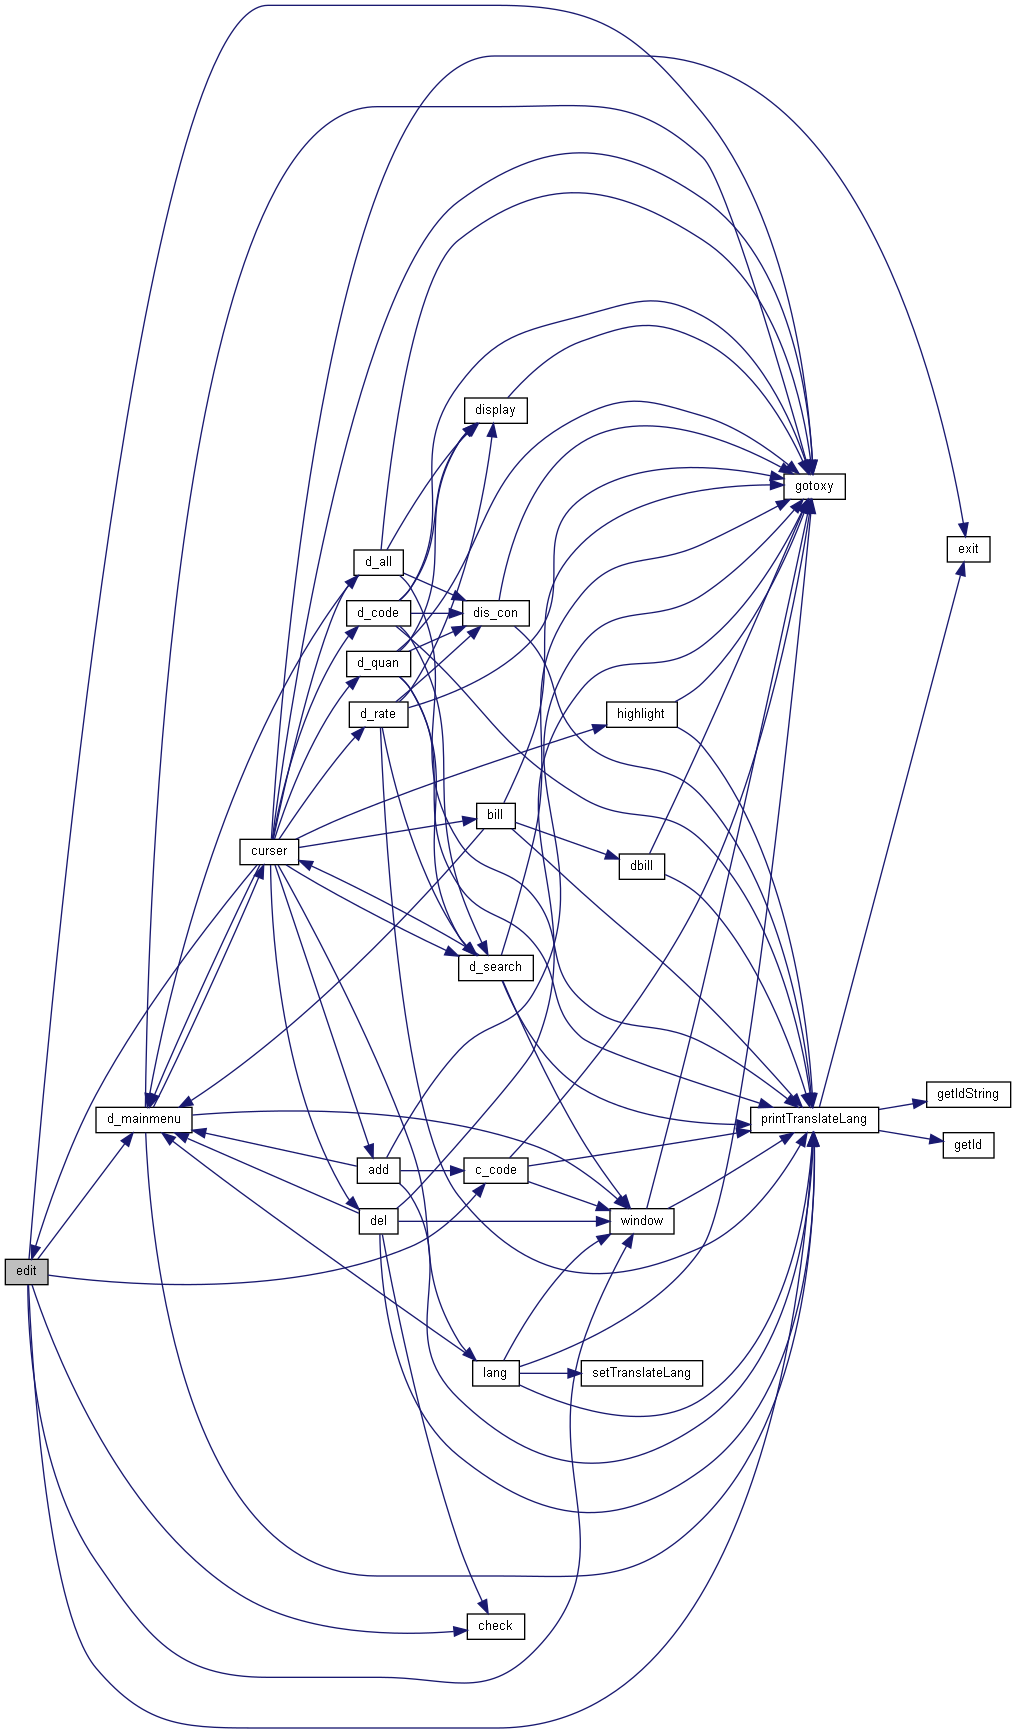 display
gotoxy
exit
d_all
d_code
dis_con
d_quan
d_rate
highlight
bill
curser
dbill
d_search
getIdString
d_mainmenu
printTranslateLang
getId
add
c_code
del
window
edit
lang
setTranslateLang
check